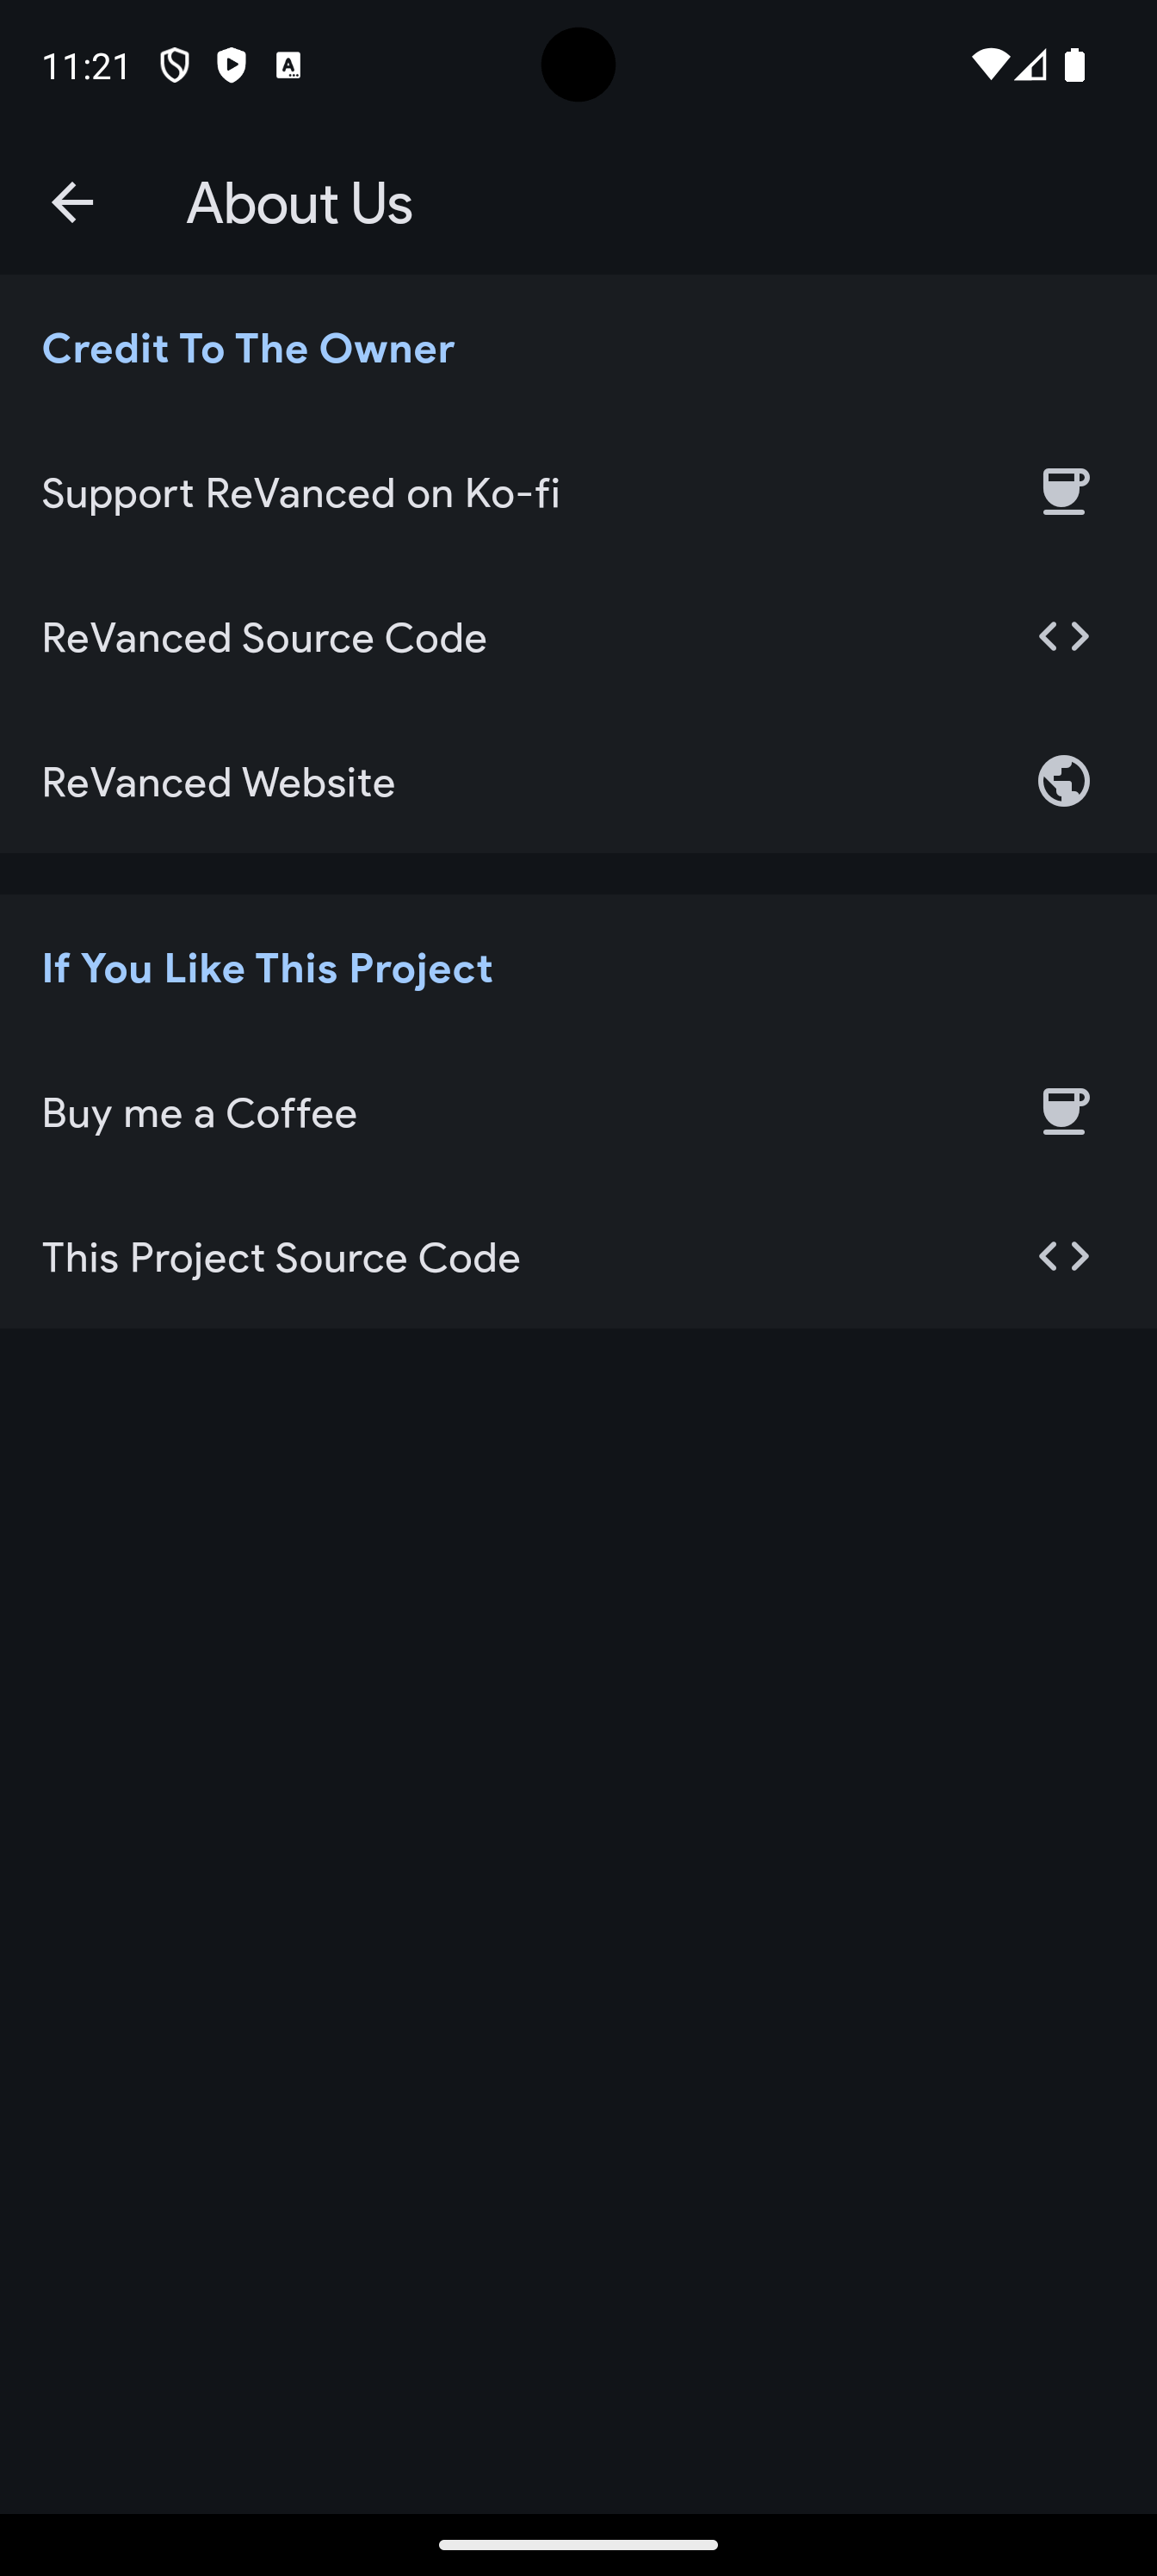 11:21
About Us
Credit To The Owner
Support ReVanced on Ko-fi
ReVanced Source Code
ReVanced Website
If You Like This Project
Buy me a Coffee
This Project Source Code